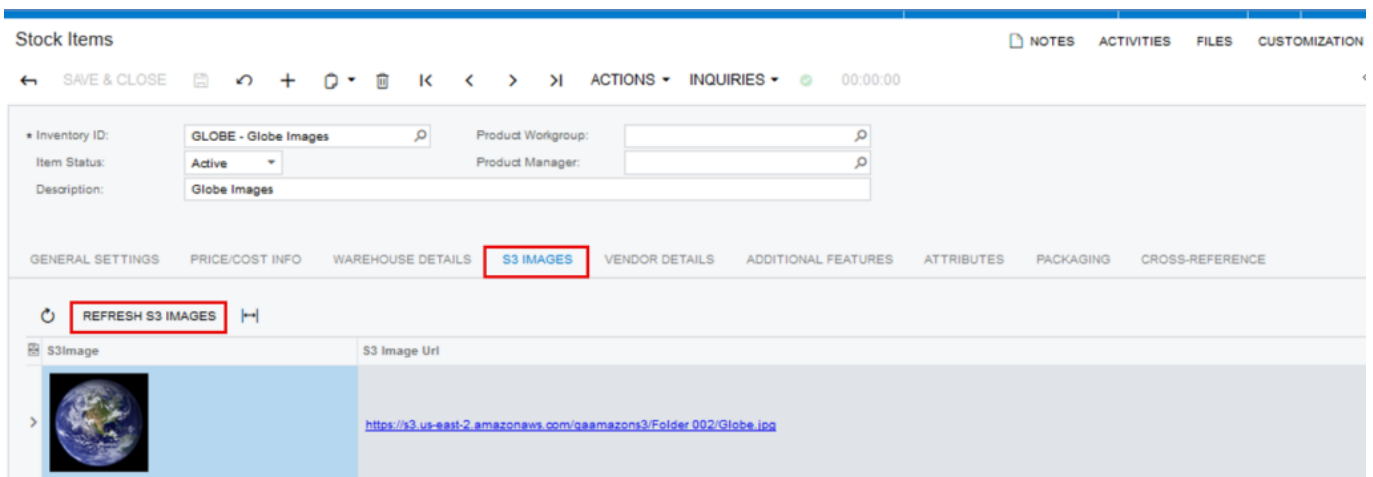 Stock Items
NOTES ACTIVITIES FILES CUSTOMIZATION
SAVE & CLOSE ACTIONS INQUIRIES 00:00:00
* Inventory ID: GLOBE - Globe Images Product Workgroup:
Item Status: Active Product Manager:
Description: Globe Images
GENERAL SETTINGS PRICE/COST INFO WAREHOUSE DETAILS S3 IMAGES VENDOR DETAILS ADDITIONAL FEATURES ATTRIBUTES PACKAGING CROSS-REFERENCE
REFRESH S3 IMAGES
S3Image S3 Image Url
https://s3.us-east-2.amazonaws.com/qaamazons3/Folder 002/Globe.jpg